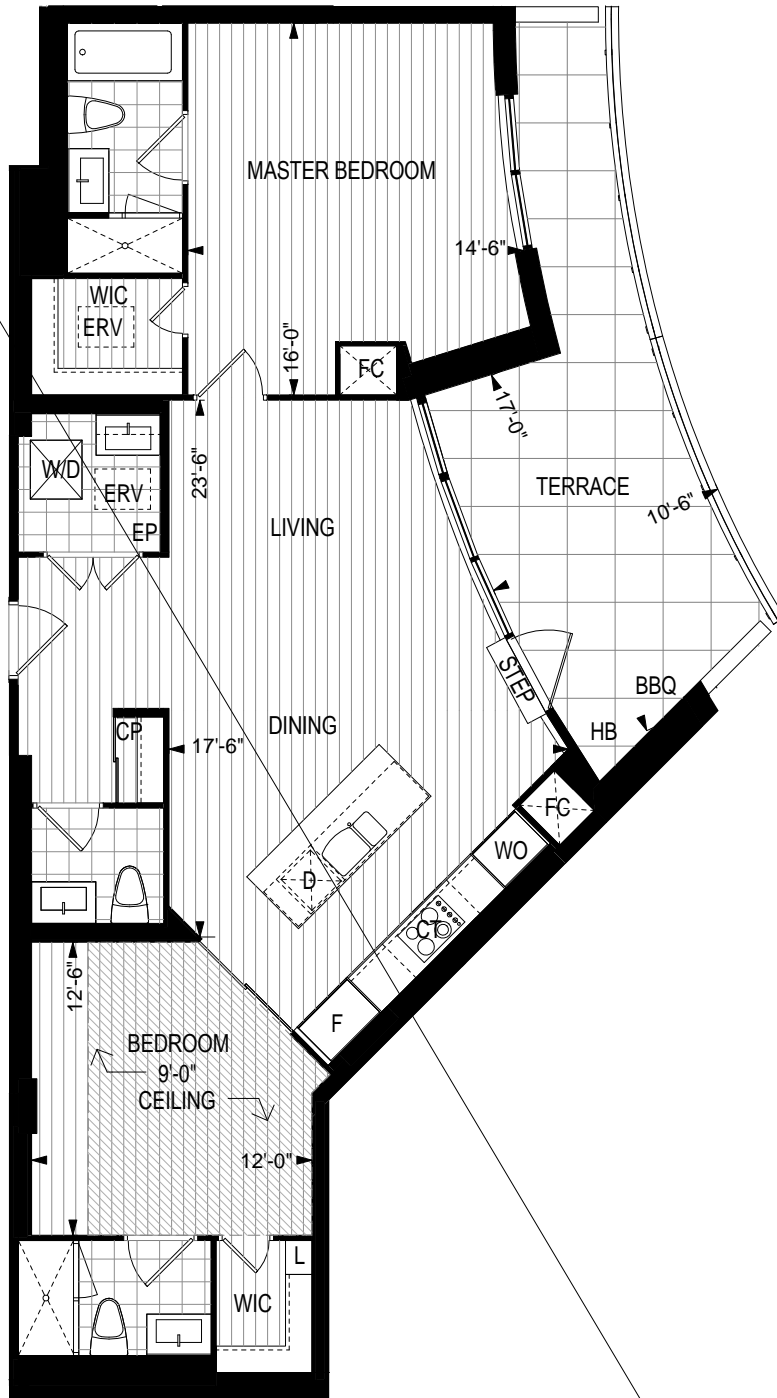 MASTER BEDROOM
14'-6"
WIC
ERV
16'-0"
FC
17'-0"
W/D
ERV
EP
23'-6"
LIVING
TERRACE
10'-6"
STEP
BBQ
HB
CP
17'-6"
DINING
FC
WO
D
CT
F
12'-6"
BEDROOM
9'-0"
CEILING
12'-0"
L
WIC